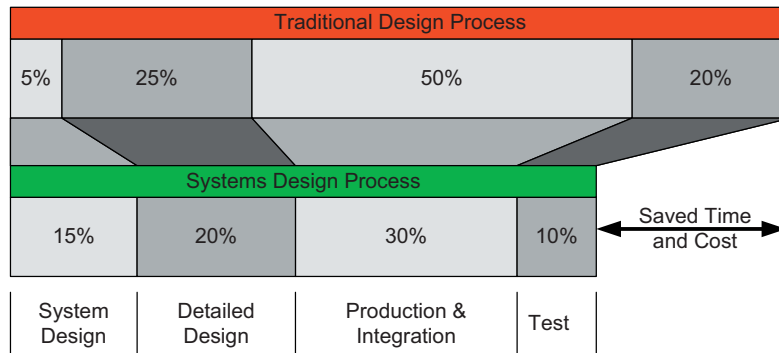 Traditional Design Process
5%
25%
50%
20%
Systems Design Process
15%
20%
30%
10%
Saved Time
and Cost
System
Design
Detailed
Design
Production &
Integration
Test